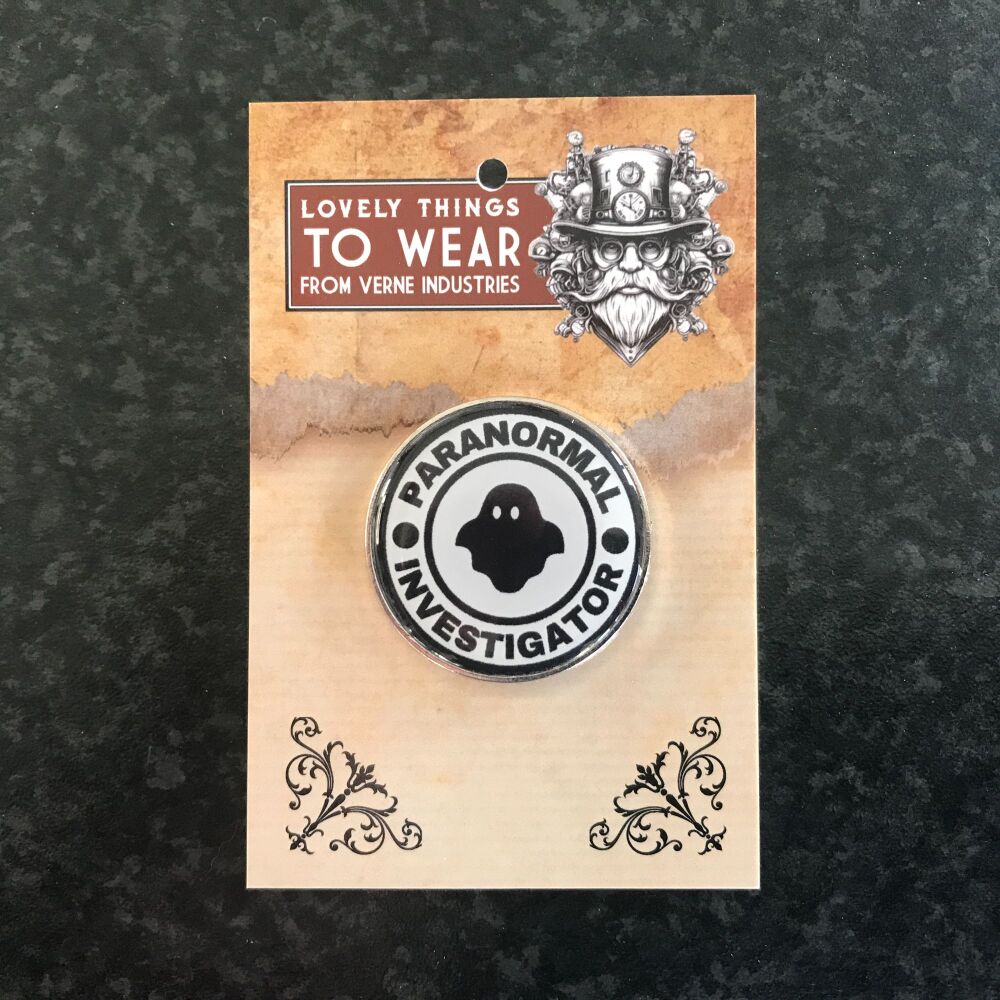 LOVELY THINGS
TO WEAR
FROM VERNE INDUSTRIES
PARANORMAL
INVESTIGATOR